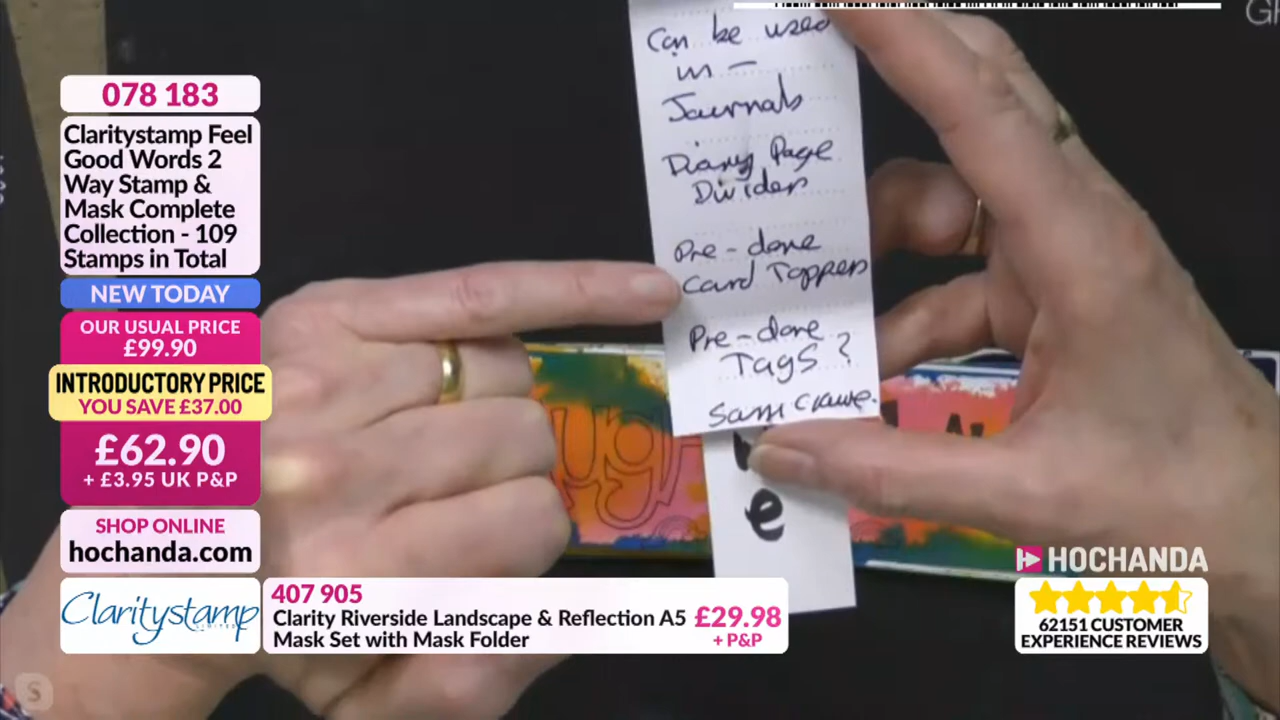 078 183
Claritystamp Feel
Good Words 2
Way Stamp &
Mask Complete
Collection - 109
Stamps in Total
NEW TODAY
OUR USUAL PRICE
£99.90
INTRODUCTORY PRICE
YOU SAVE £37.00
£62.90
+ £3.95 UK P&P
SHOP ONLINE
hochanda.com
Claritystamp
LIMITED
407 905
Clarity Riverside Landscape & Reflection A5
Mask Set with Mask Folder
£29.98
+ P&P
Can be used
in -
Journals
Diary Page
Dividers
Pre-done
Card Toppers
Pre-done
Tags?
Sam Crowe.
e
HOCHANDA
62151 CUSTOMER
EXPERIENCE REVIEWS
S